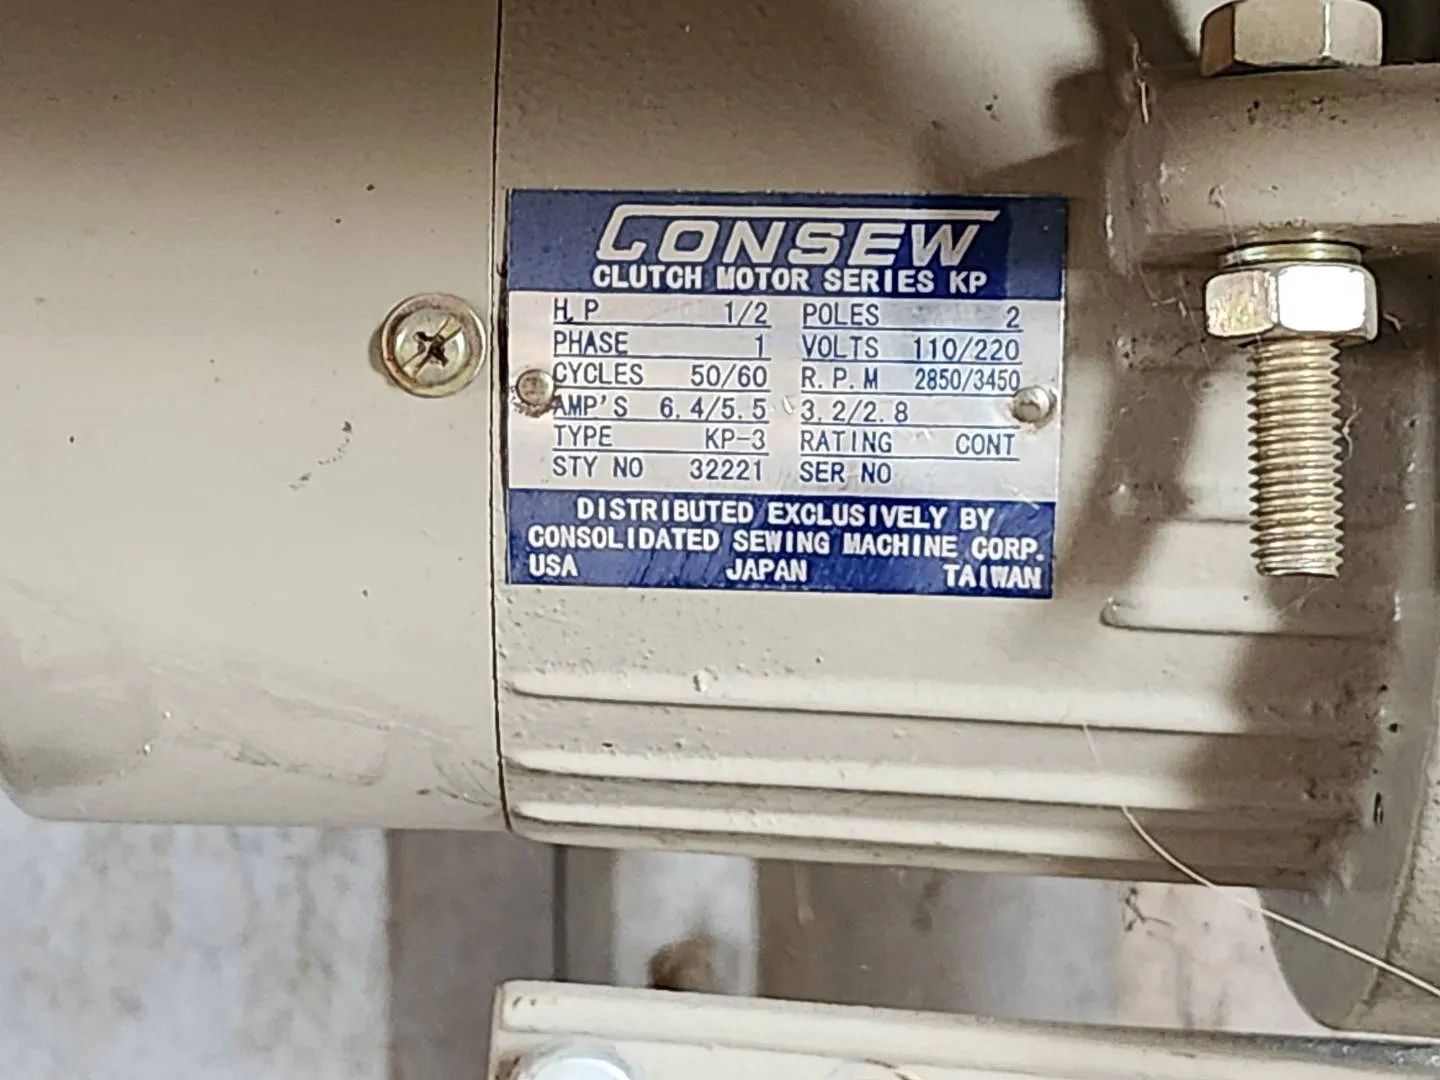 CONSEW
CLUTCH MOTOR SERIES KP
H.P 1/2 POLES 2
PHASE 1 VOLTS 110/220
CYCLES 50/60 R.P.M 2850/3450
AMP'S 6.4/5.5 3.2/2.8
TYPE KP-3 RATING CONT
STY NO 32221 SER NO
DISTRIBUTED EXCLUSIVELY BY
CONSOLIDATED SEWING MACHINE CORP.
USA JAPAN TAIWAN